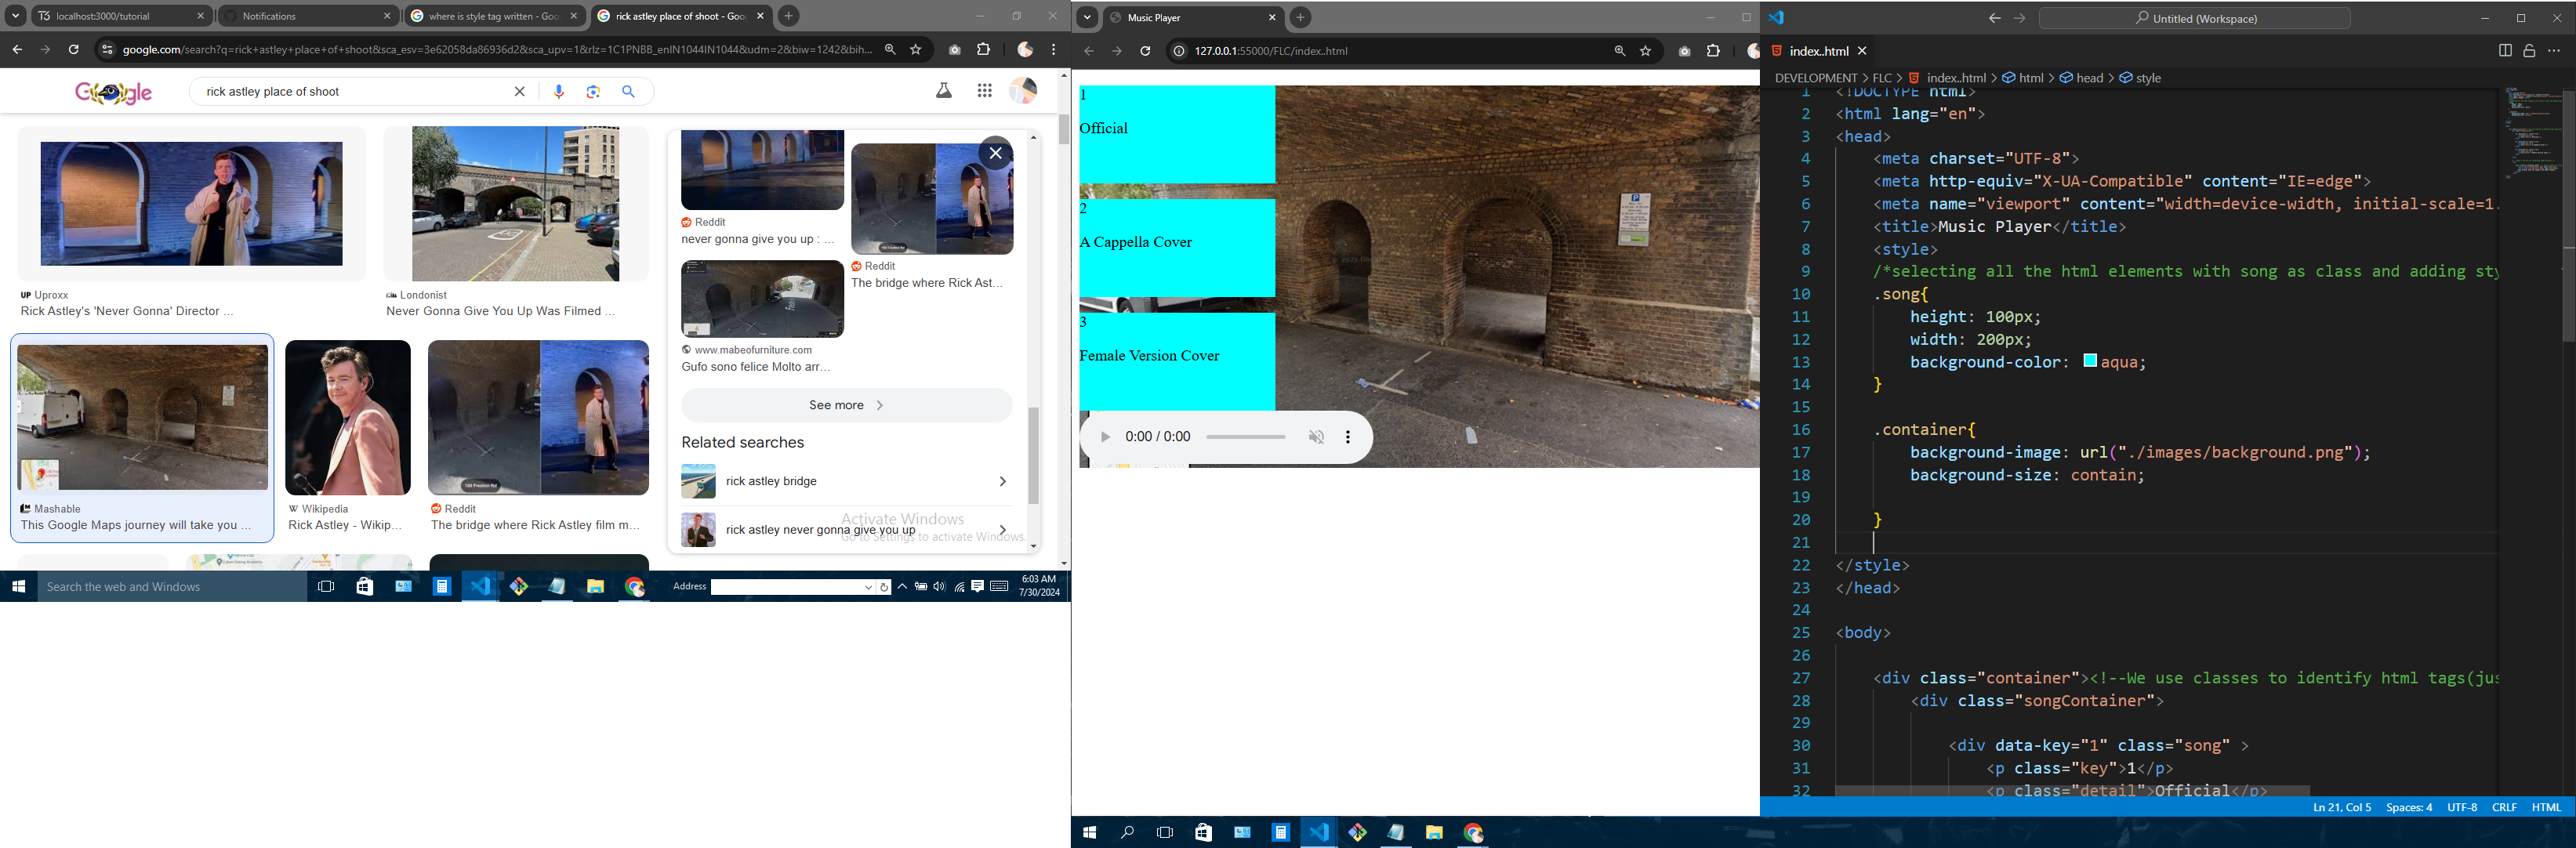 localhost:3000/tutorial
Notifications
where is style tag written - Goo
rick astley place of shoot - Goo
google.com/search?q=rick+astley+place+of+shoot&sca_esv=3e62058da86936d2&sca_upv=1&rlz=1C1PNBB_enIN1044IN1044&udm=2&biw=1242&bih...
Google
rick astley place of shoot
UP Uproxx
Rick Astley's 'Never Gonna' Director ...
Londonist
Never Gonna Give You Up Was Filmed ...
Mashable
This Google Maps journey will take you ...
W Wikipedia
Rick Astley - Wikip...
Reddit
The bridge where Rick Astley film m...
Reddit
never gonna give you up : ...
Reddit
The bridge where Rick Ast...
www.mabeofurniture.com
Gufo sono felice Molto arr...
See more
Related searches
rick astley bridge
rick astley never gonna give you up
Activate Windows
Go to Settings to activate Windows.
Search the web and Windows
Address
6:03 AM
7/30/2024
Music Player
127.0.0.1:55000/FLC/index..html
1
Official
2
A Cappella Cover
3
Female Version Cover
0:00 / 0:00
Untitled (Workspace)
index..html
DEVELOPMENT > FLC > index..html > html > head > style
1 <!DOCTYPE html>
2 <html lang="en">
3 <head>
4 <meta charset="UTF-8">
5 <meta http-equiv="X-UA-Compatible" content="IE=edge">
6 <meta name="viewport" content="width=device-width, initial-scale=1.
7 <title>Music Player</title>
8 <style>
9 /*selecting all the html elements with song as class and adding sty
10 .song{
11 height: 100px;
12 width: 200px;
13 background-color: aqua;
14 }
15
16 .container{
17 background-image: url("./images/background.png");
18 background-size: contain;
19
20 }
21
22 </style>
23 </head>
24
25 <body>
26
27 <div class="container"><!--We use classes to identify html tags(jus
28 <div class="songContainer">
29
30 <div data-key="1" class="song" >
31 <p class="key">1</p>
32 <p class="detail">Official</p>
Ln 21, Col 5 Spaces: 4 UTF-8 CRLF HTML